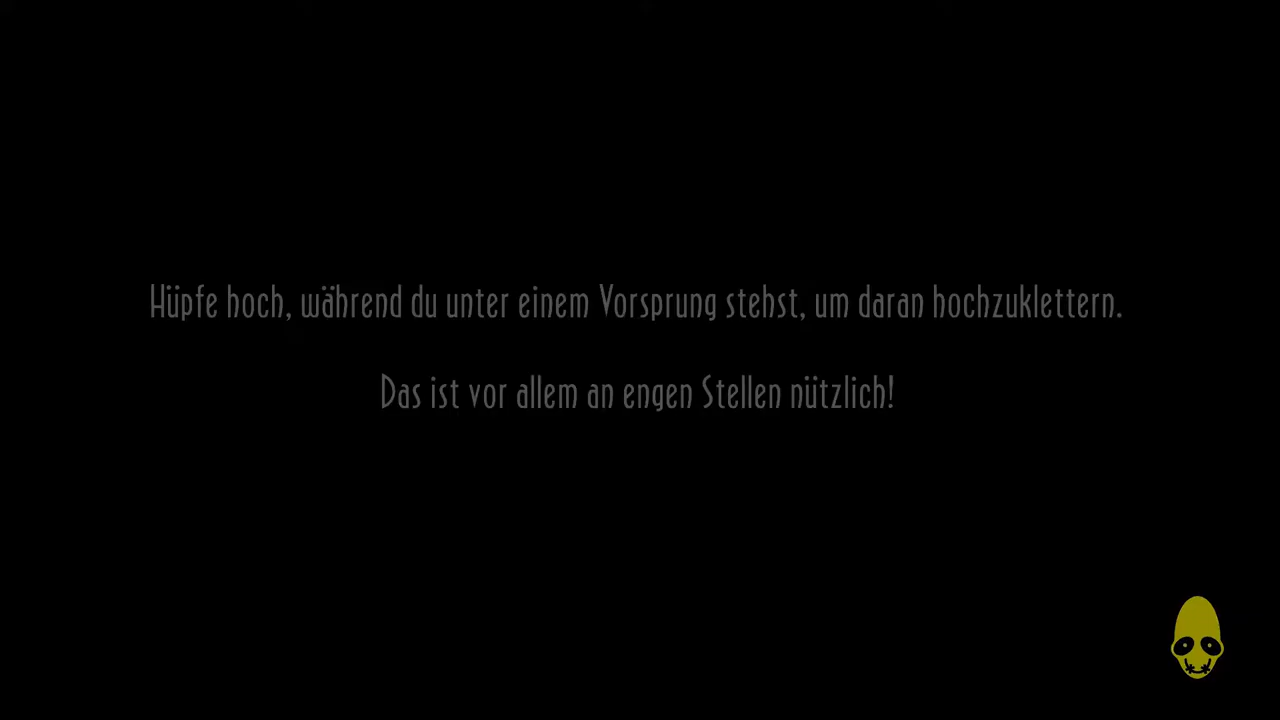 Hüpfe hoch, während du unter einem Vorsprung stehst, um daran hochzuklettern.
Das ist vor allem an engen Stellen nützlich!